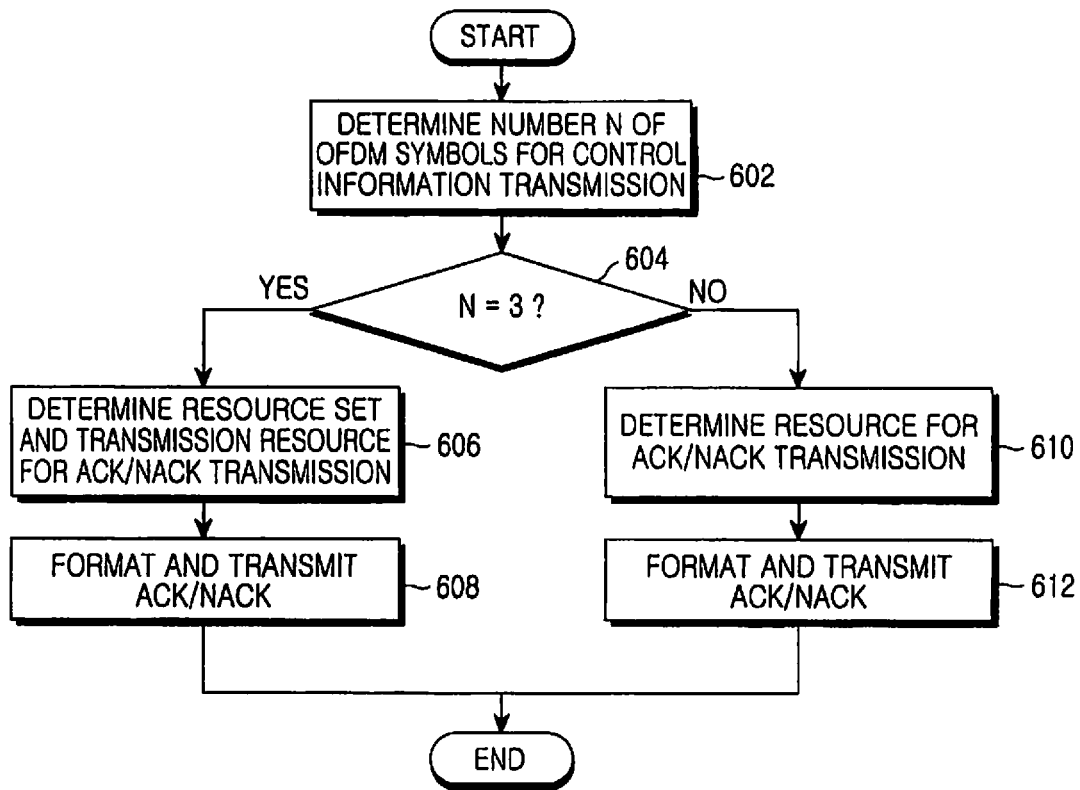 START
DETERMINE NUMBER N OF
OFDM SYMBOLS FOR CONTROL
INFORMATION TRANSMISSION
602
604
YES
N = 3 ?
NO
DETERMINE RESOURCE SET
AND TRANSMISSION RESOURCE
FOR ACK/NACK TRANSMISSION
606
DETERMINE RESOURCE FOR
ACK/NACK TRANSMISSION
610
FORMAT AND TRANSMIT
ACK/NACK
608
FORMAT AND TRANSMIT
ACK/NACK
612
END